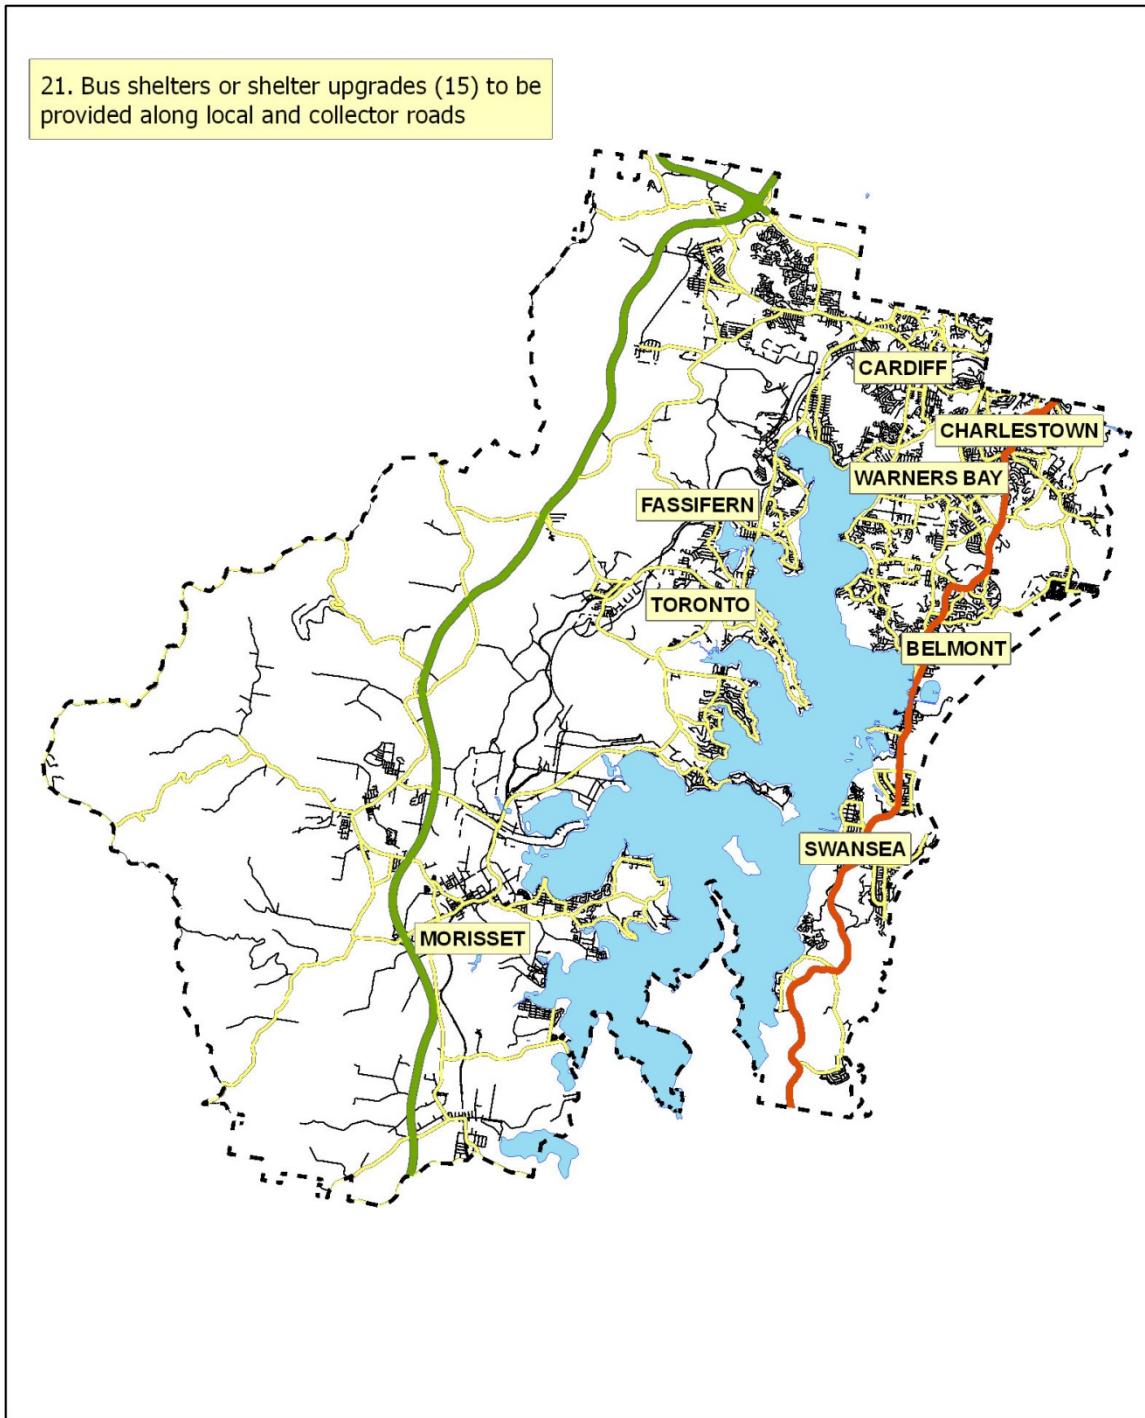 21. Bus shelters or shelter upgrades (15) to be
provided along local and collector roads
CARDIFF
CHARLESTOWN
WARNERS BAY
FASSIFERN
TORONTO
BELMONT
SWANSEA
MORISSET